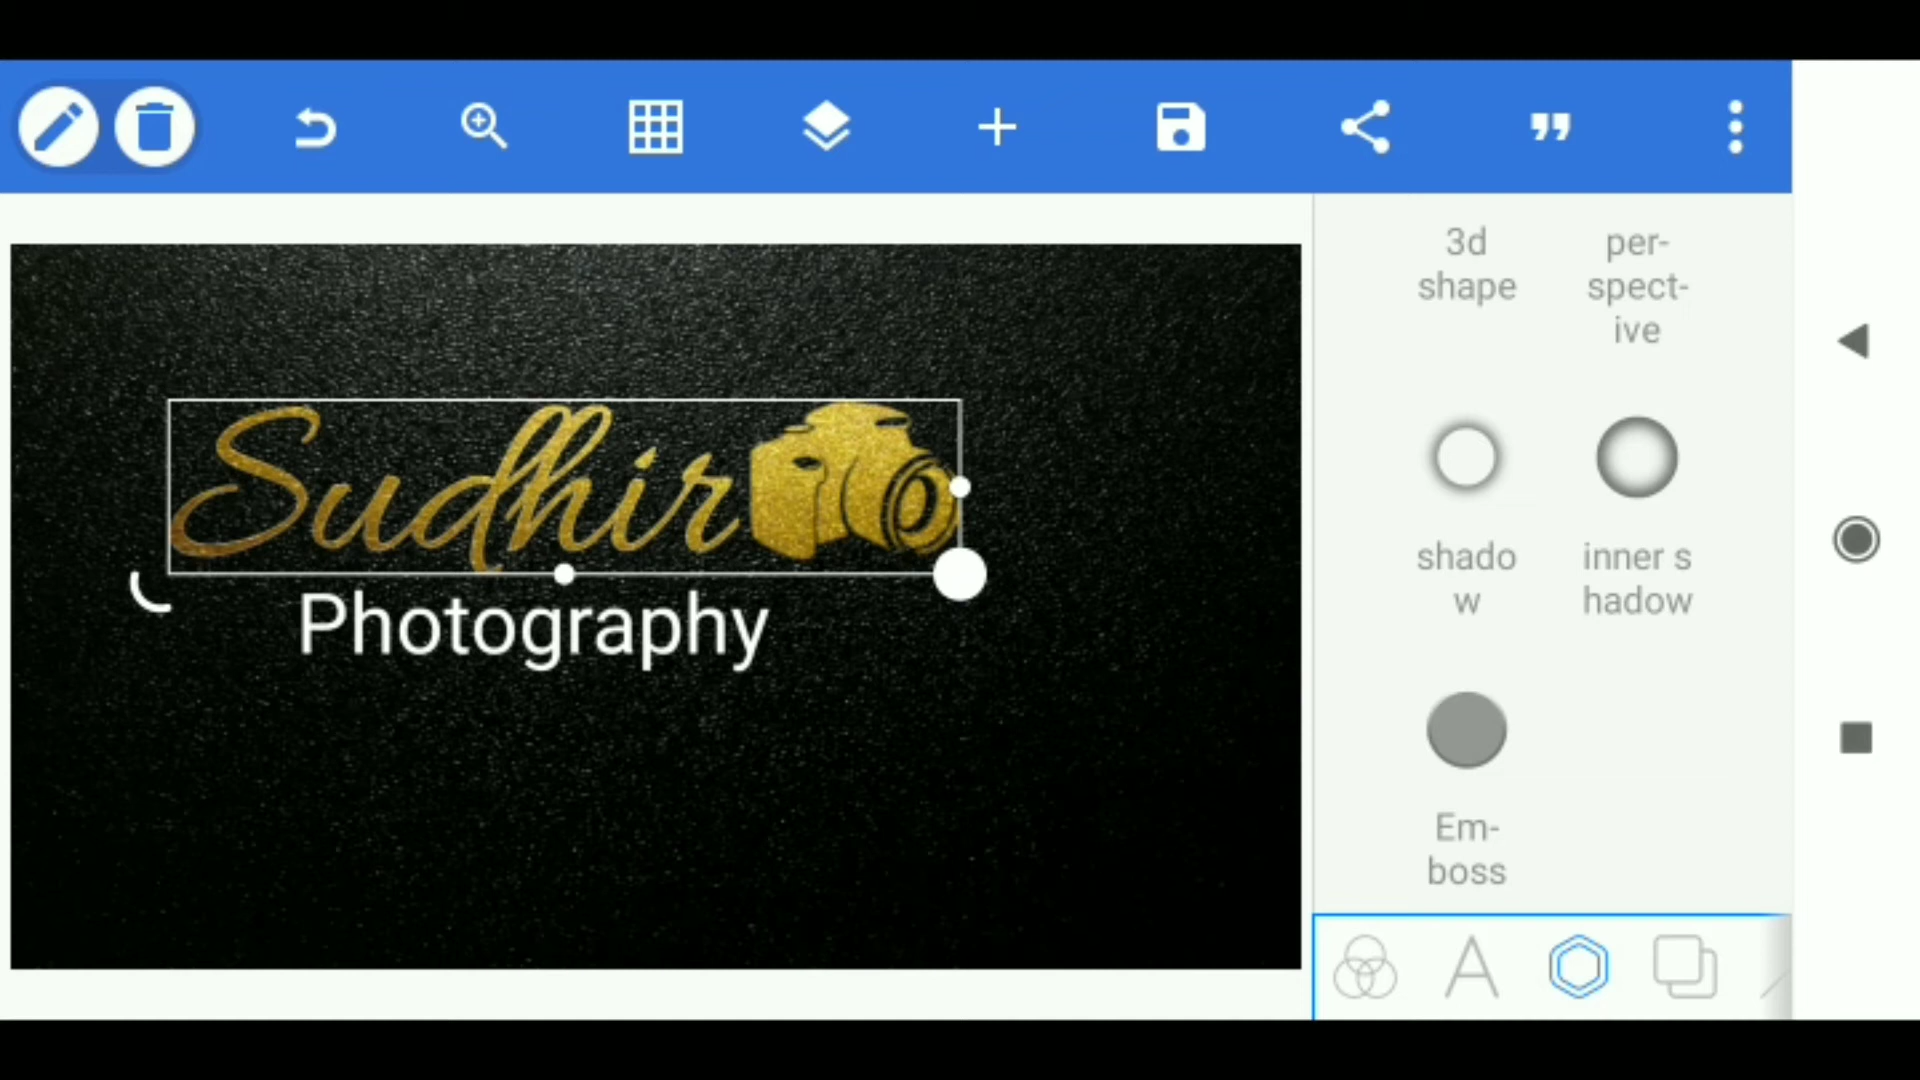 3d
shape
per-
spect-
ive
Sudhir
Photography
shado
w
inner s
hadow
Em-
boss